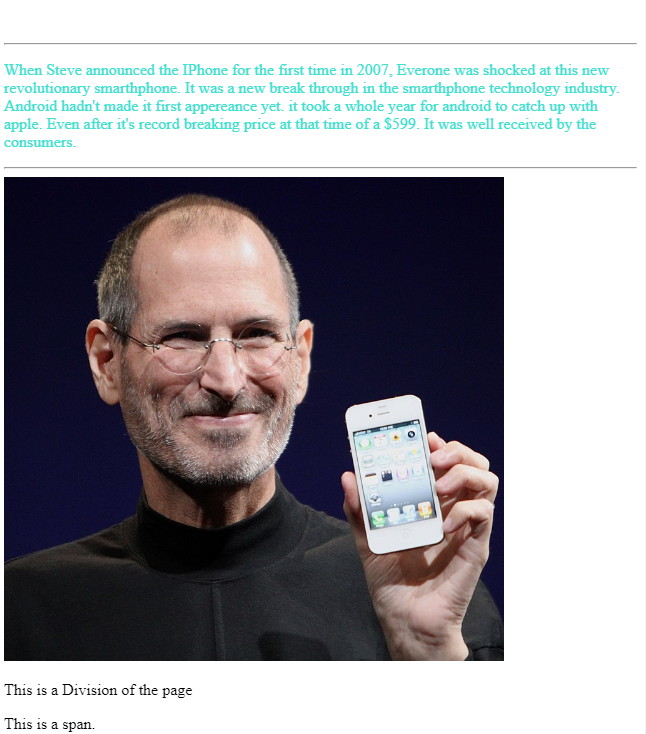 When Steve announced the IPhone for the first time in 2007, Everone was shocked at this new
revolutionary smarthphone. It was a new break through in the smarthphone technology industry.
Android hadn't made it first appereance yet. it took a whole year for android to catch up with
apple. Even after it's record breaking price at that time of a $599. It was well received by the
consumers.
This is a Division of the page
This is a span.